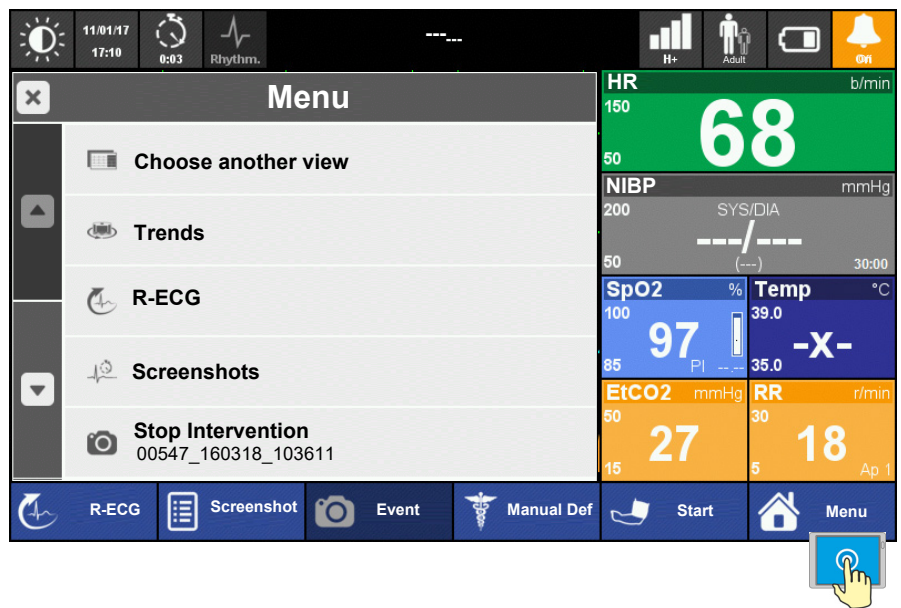 11/01/17
17:10
0:03
Rhythm.
---
---
H+
Adult
Menu
Choose another view
Trends
R-ECG
Screenshots
Stop Intervention
00547_160318_103611
HR b/min
150
68
50
NIBP mmHg
200 SYS/DIA
---/---
50 (---) 30:00
SpO2 %
100
97
85 PI --.--
Temp °C
39.0
-X-
35.0
EtCO2 mmHg
50
27
15
RR r/min
30
18
5 Ap 1
R-ECG
Screenshot
Event
Manual Def
Start
Menu